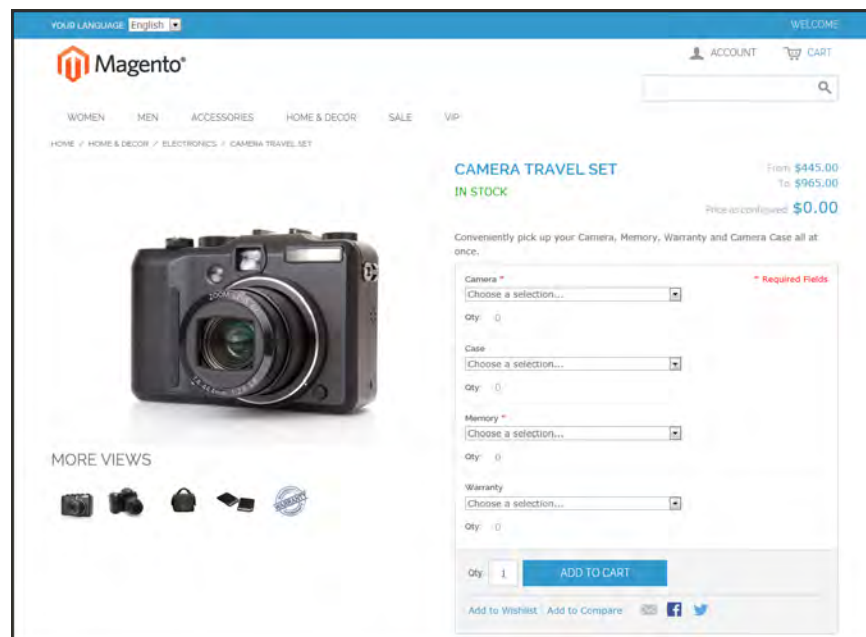 YOUR LANGUAGE: English
WELCOME
Magento®
ACCOUNT
CART
WOMEN MEN ACCESSORIES HOME & DECOR SALE VIP
HOME / HOME & DECOR / ELECTRONICS / CAMERA TRAVEL SET
CAMERA TRAVEL SET
From: $445.00
To: $965.00
IN STOCK
Price as configured: $0.00
Conveniently pick up your Camera, Memory, Warranty and Camera Case all at
once.
Camera *
* Required Fields
Choose a selection...
Qty: 0
Case
Choose a selection...
Qty: 0
Memory *
Choose a selection...
Qty: 0
Warranty
Choose a selection...
Qty: 0
MORE VIEWS
WARRANTY
Qty: 1 ADD TO CART
Add to Wishlist Add to Compare